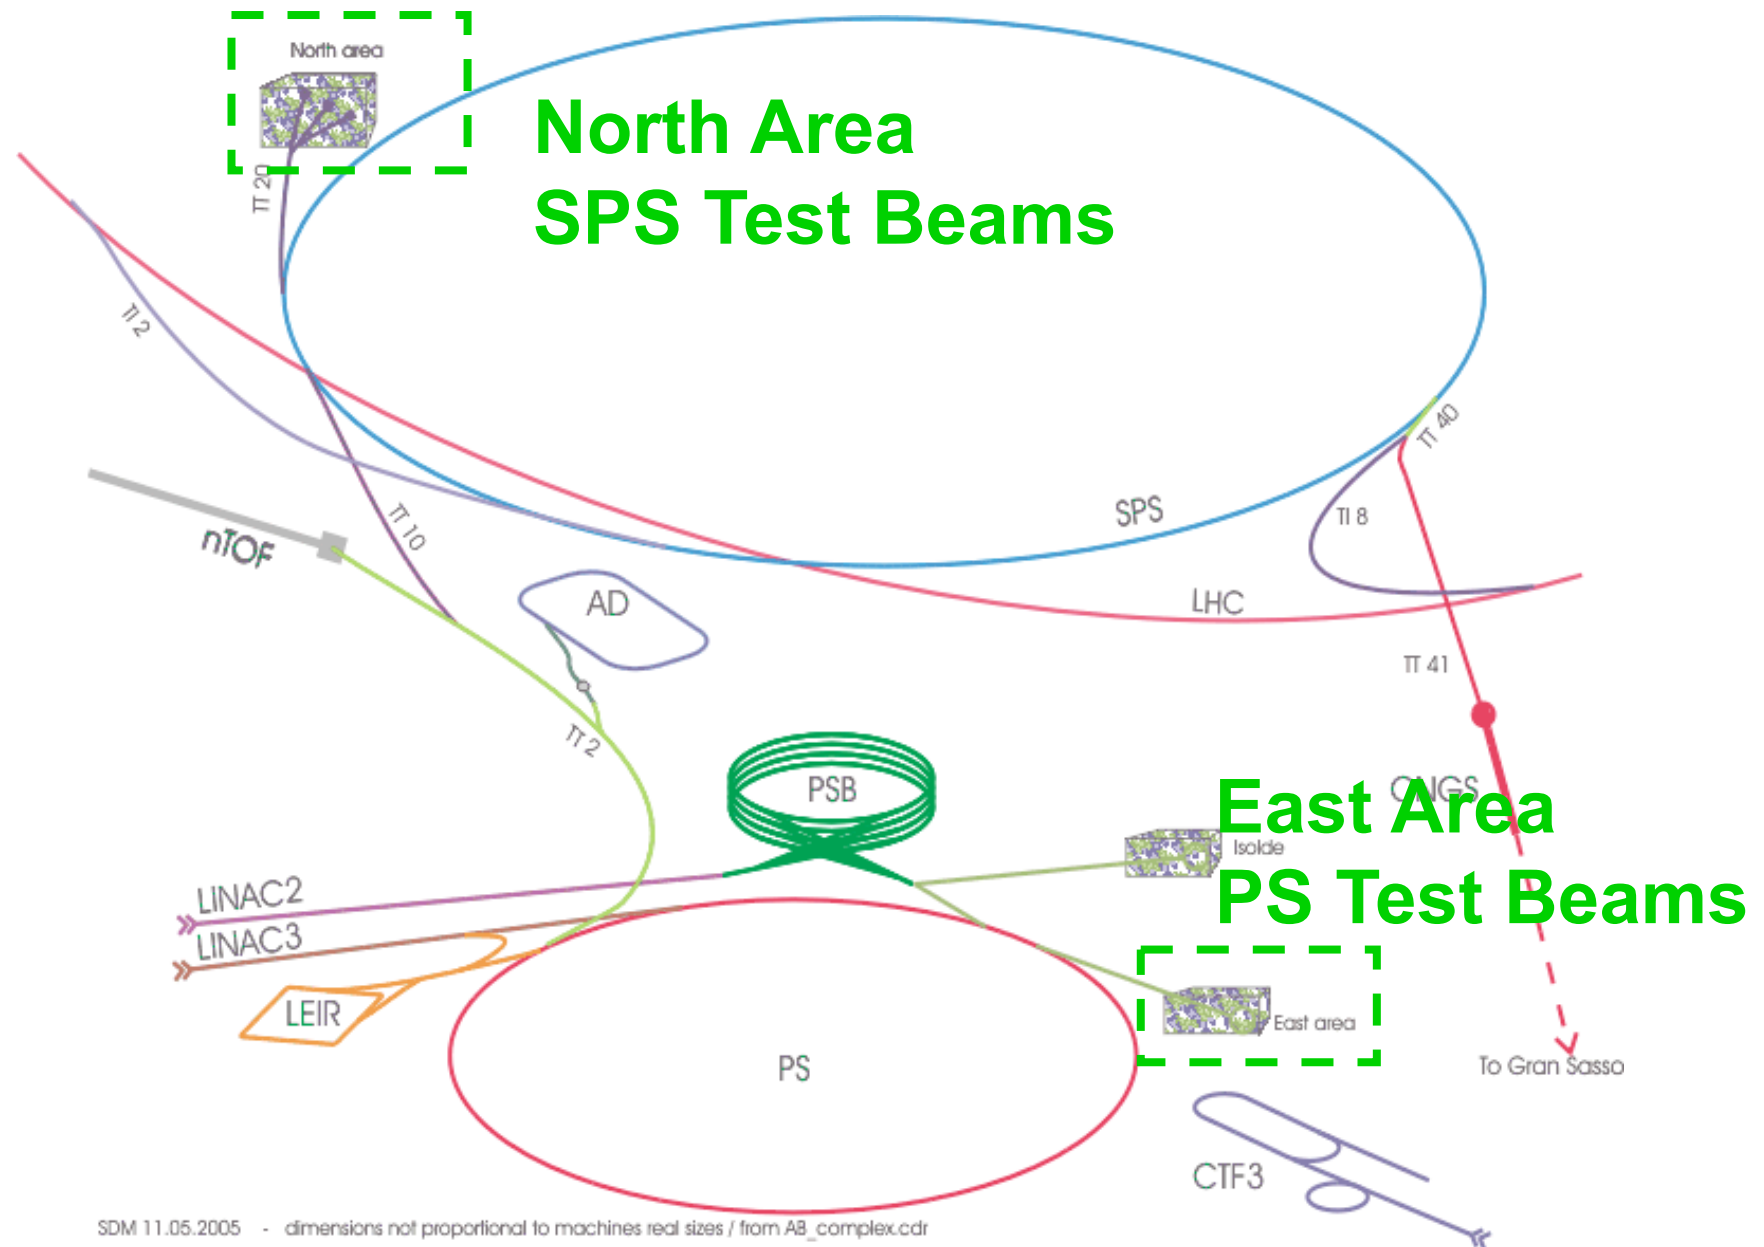 North area
North Area
SPS Test Beams
TT 20
TI 2
TT 40
SPS
TI 8
TT 10
nTOF
AD
LHC
TT 41
TT 2
PSB
CNGS
East Area
Isolde
PS Test Beams
LINAC2
LINAC3
LEIR
East area
PS
To Gran Sasso
CTF3
SDM 11.05.2005 - dimensions not proportional to machines real sizes / from AB_complex.cdr